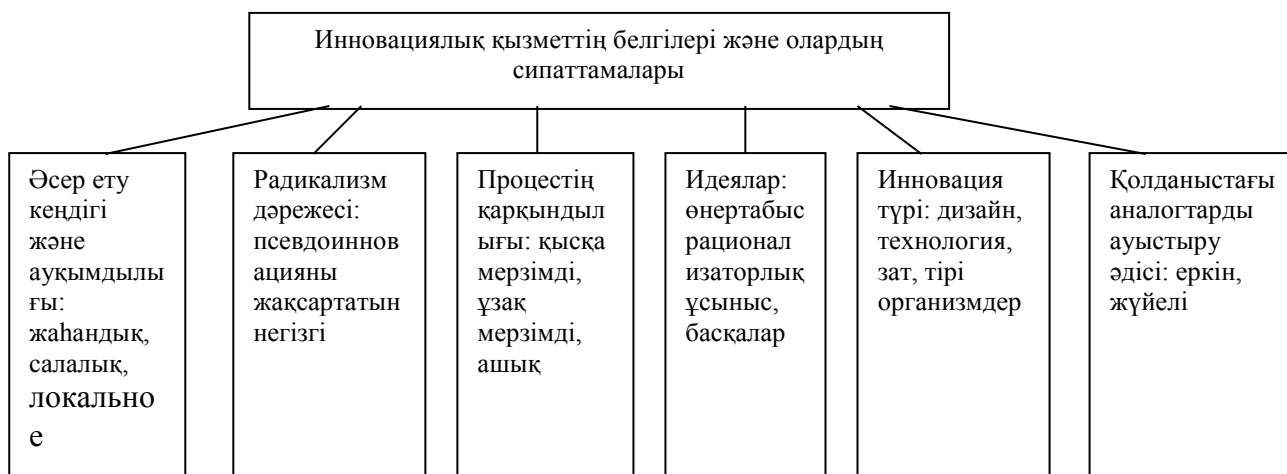 Инновациялық қызметтің белгілері және олардың
сипаттамалары
Әсер ету
кеңдігі
және
ауқымдылы
ғы:
жаһандық,
салалық,
локально
е
Радикализм
дәрежесі:
псевдоиннов
ацияны
жақсартатын
негізгі
Процестің
қарқындыл
ығы: қысқа
мерзімді,
ұзақ
мерзімді,
ашық
Идеялар:
өнертабыс
рационал
изаторлық
ұсыныс,
басқалар
Инновация
түрі: дизайн,
технология,
зат, тірі
организмдер
Қолданыстағы
аналогтарды
ауыстыру
әдісі: еркін,
жүйелі